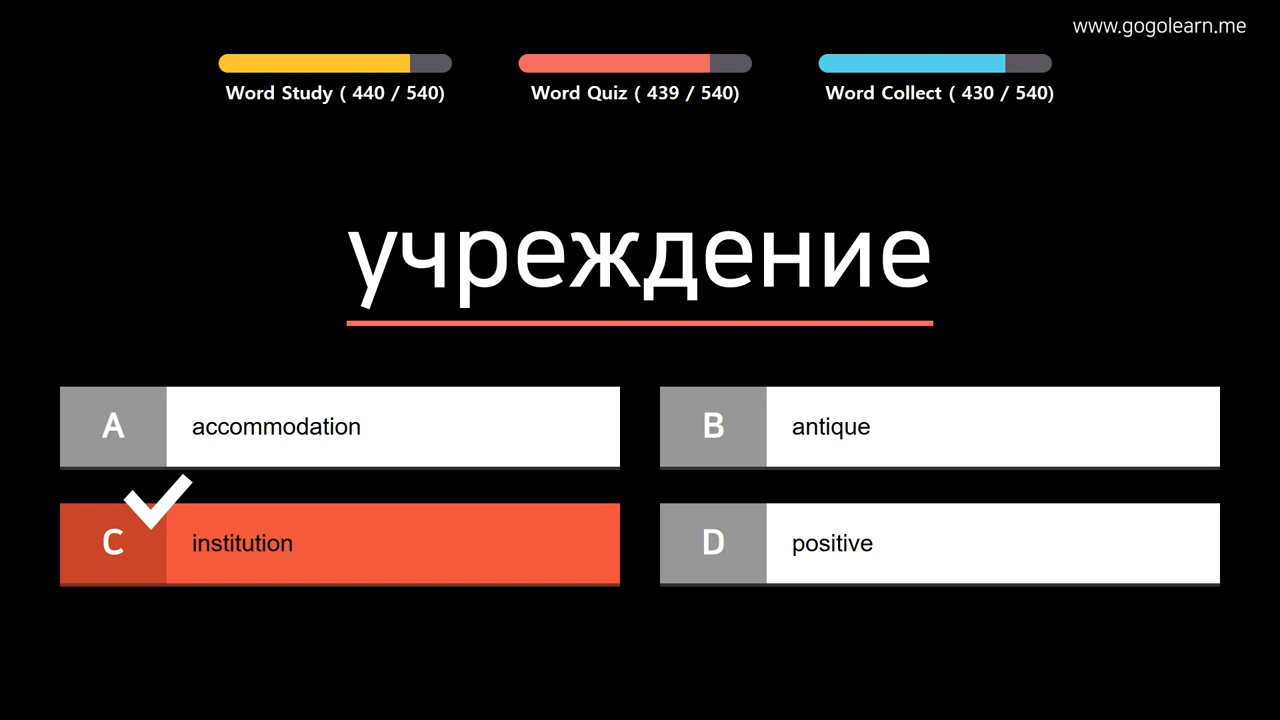 www.gogolearn.me
Word Study ( 440 / 540)
Word Quiz ( 439 / 540)
Word Collect ( 430 / 540)
учреждение
A accommodation
B antique
C institution
D positive